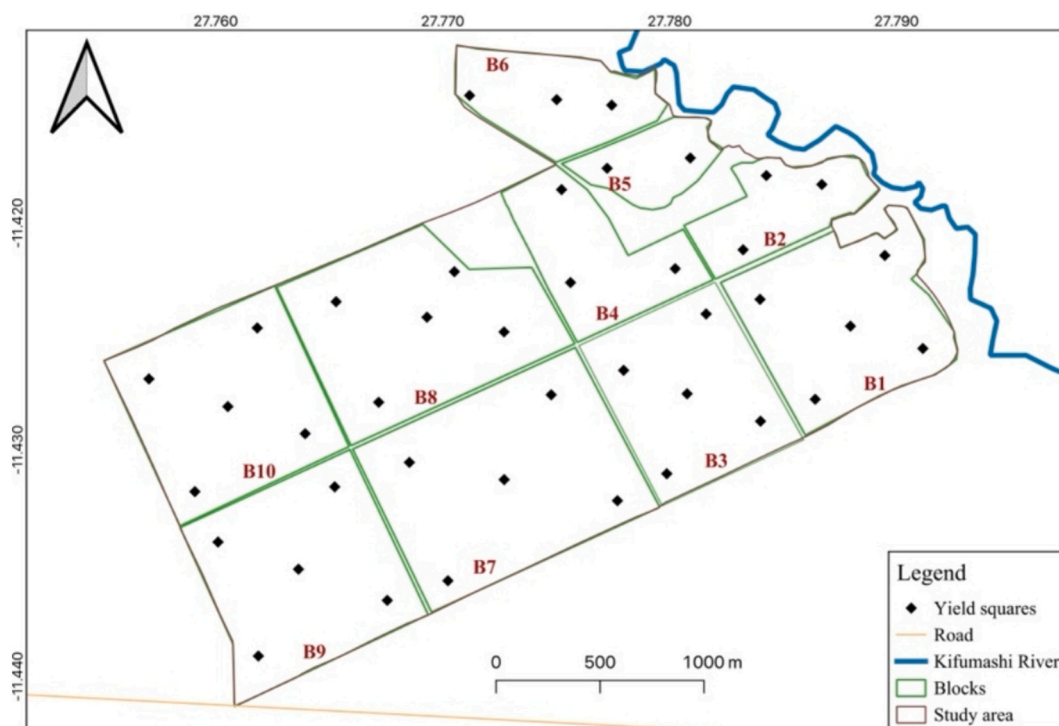 27.760 27.770 27.780 27.790
-11.420
-11.430
-11.440
B6
B5
B2
B4
B1
B8
B3
B10
B7
B9
0 500 1000 m
Legend
Yield squares
Road
Kifumashi River
Blocks
Study area